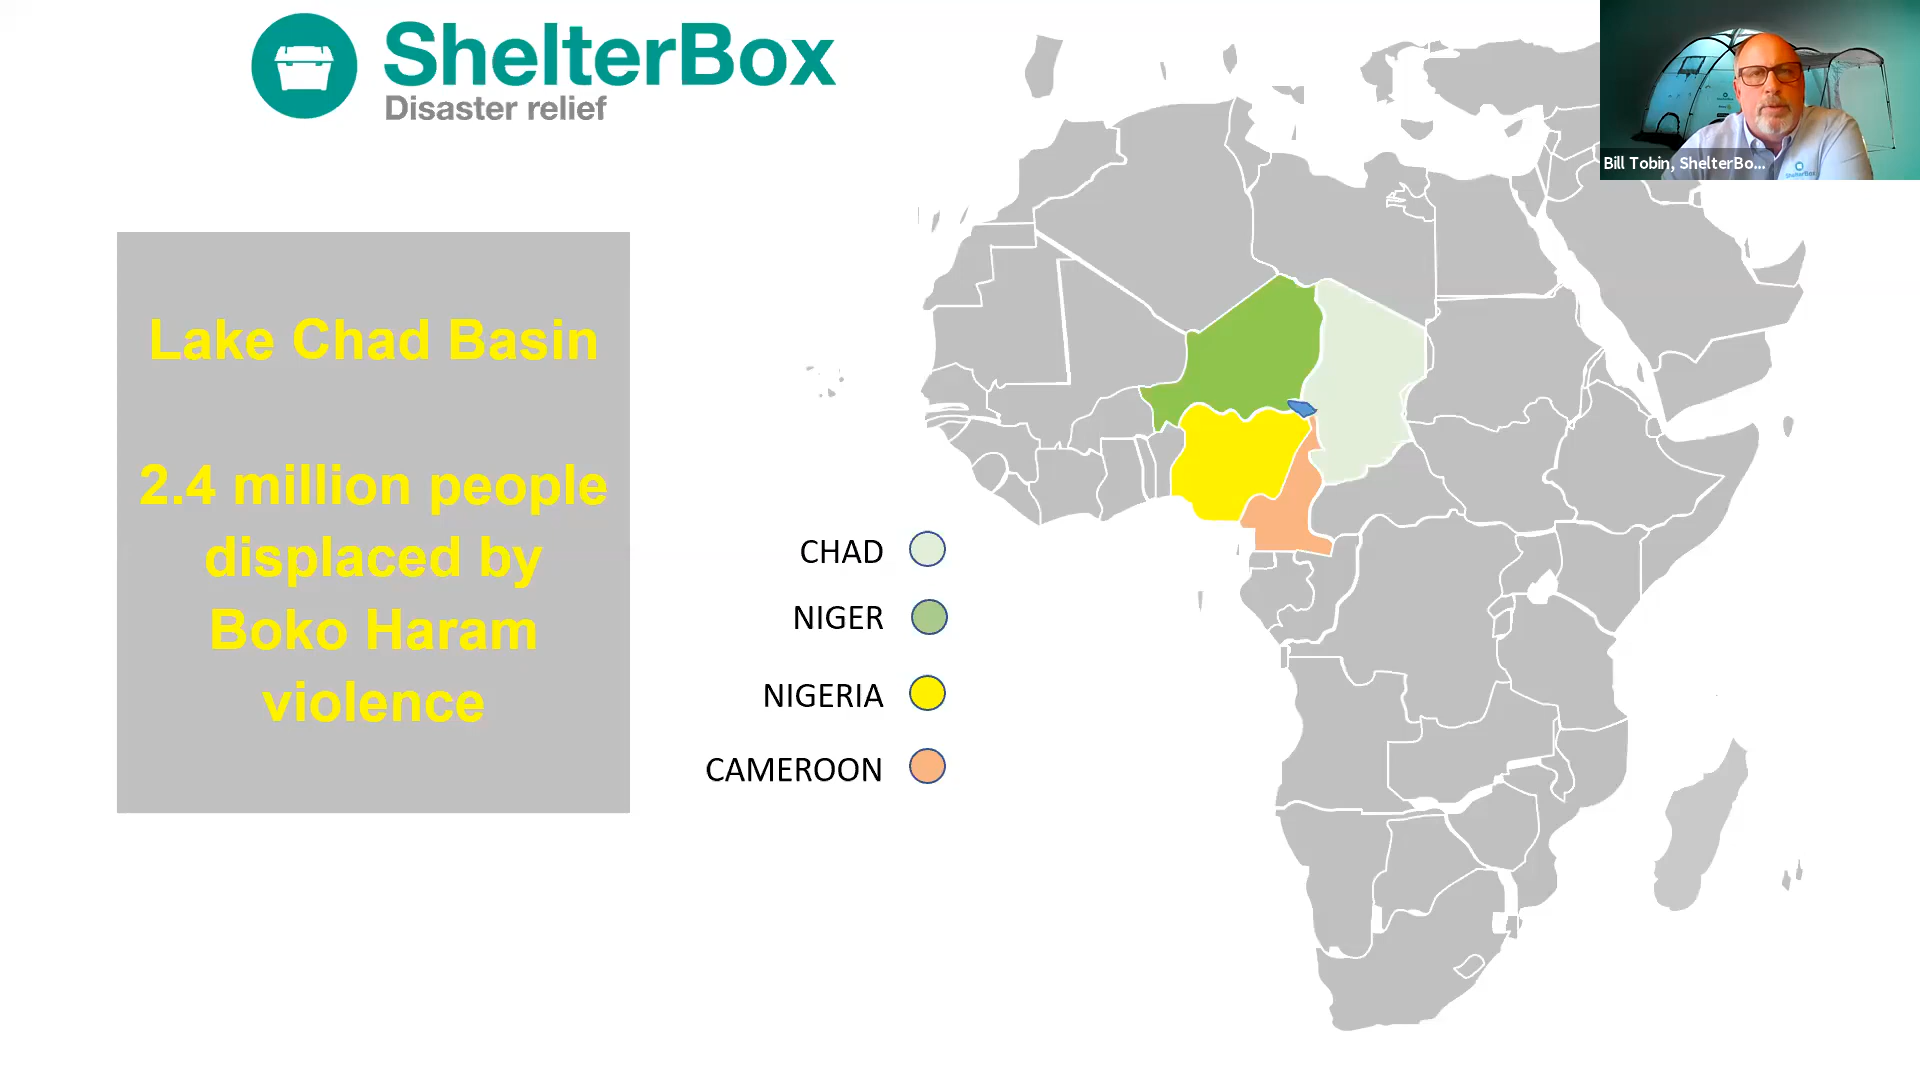 ShelterBox
Disaster relief
Bill Tobin, ShelterBo...
ShelterBox
Lake Chad Basin
2.4 million people
displaced by
Boko Haram
violence
CHAD
NIGER
NIGERIA
CAMEROON